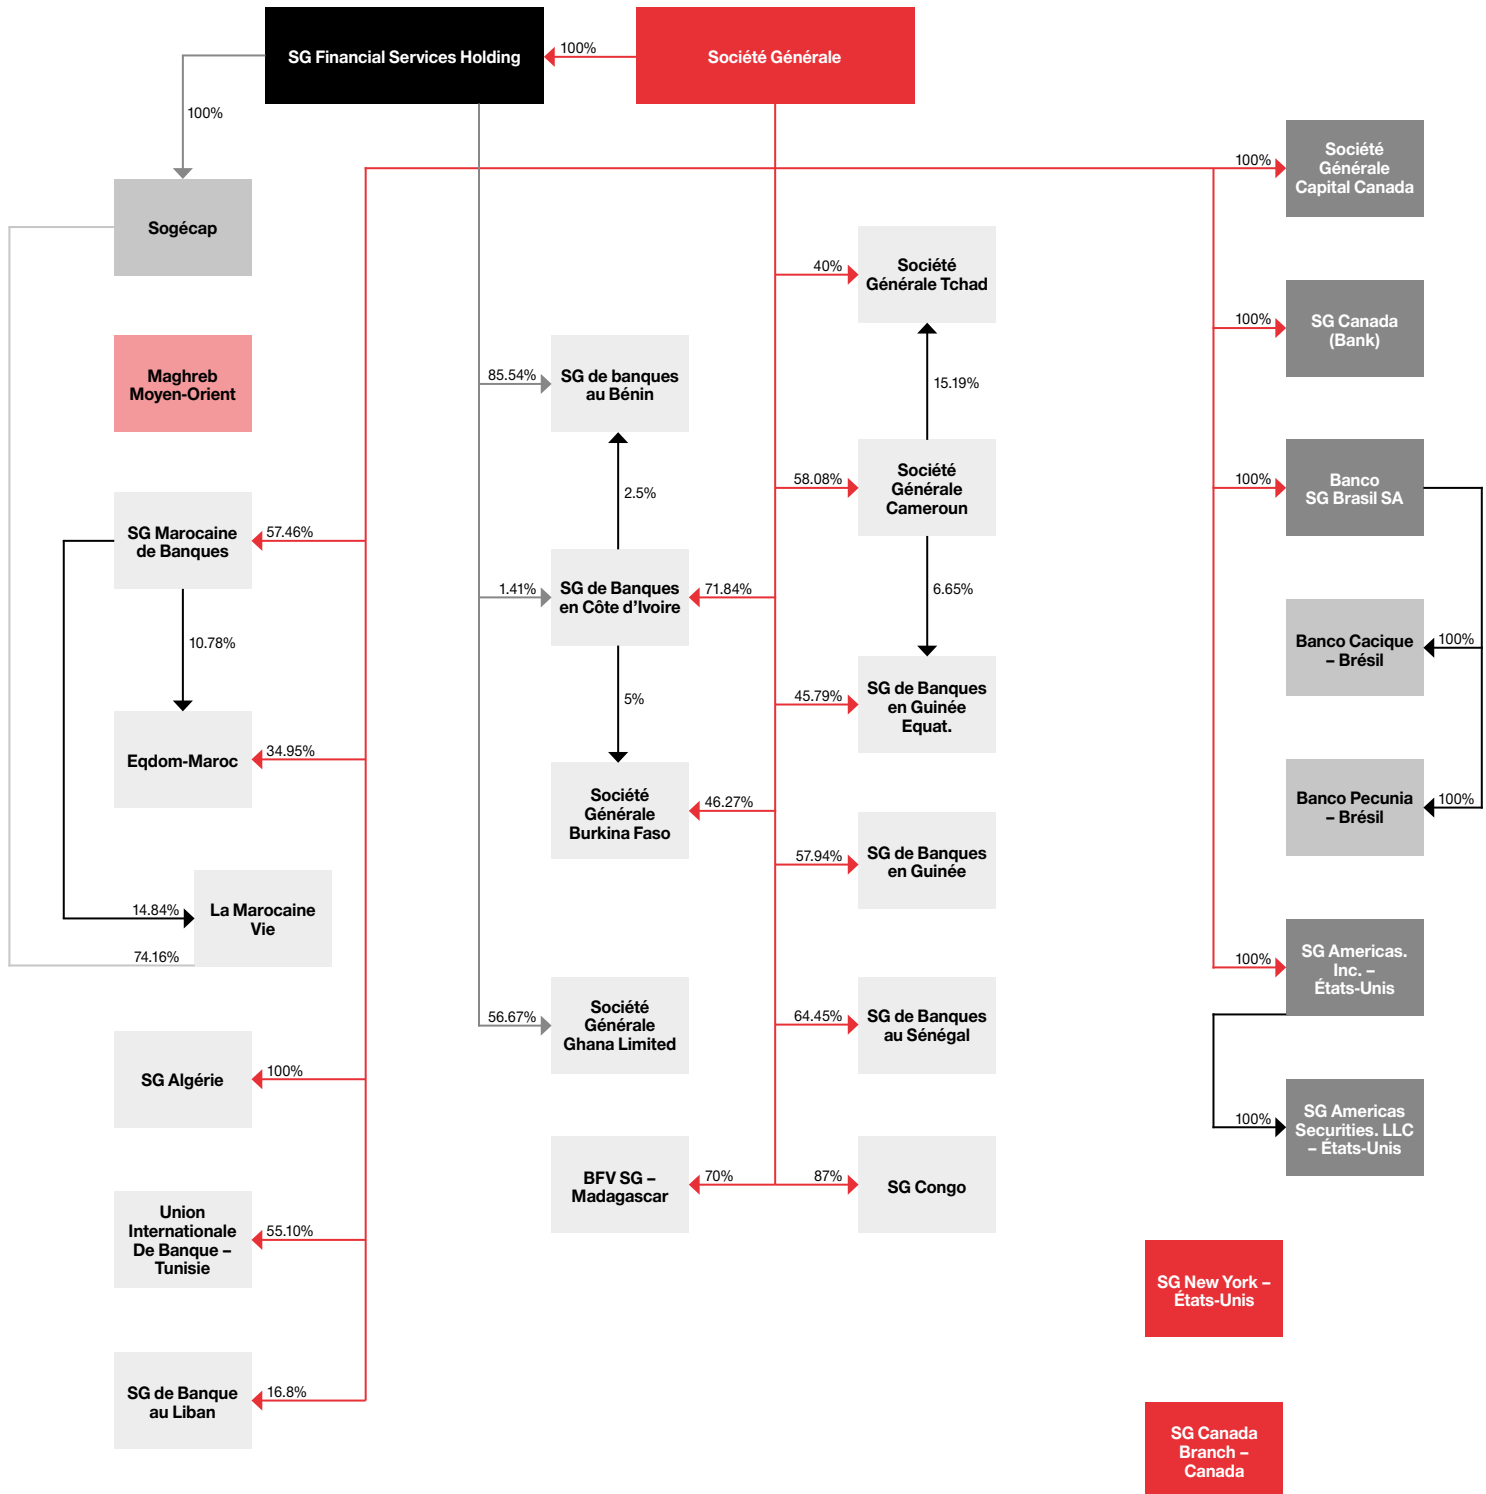 SG Financial Services Holding
100%
Société Générale
100%
Sogécap
100%
Société
Générale
Capital Canada
40%
Société
Générale Tchad
100%
SG Canada
(Bank)
Maghreb
Moyen-Orient
85.54%
SG de banques
au Bénin
15.19%
2.5%
58.08%
Société
Générale
Cameroun
100%
Banco
SG Brasil SA
SG Marocaine
de Banques
57.46%
1.41%
SG de Banques
en Côte d’Ivoire
71.84%
6.65%
10.78%
5%
45.79%
SG de Banques
en Guinée
Equat.
Banco Cacique
– Brésil
100%
Eqdom-Maroc
34.95%
Société
Générale
Burkina Faso
46.27%
Banco Pecunia
– Brésil
100%
57.94%
SG de Banques
en Guinée
14.84%
La Marocaine
Vie
74.16%
100%
SG Americas.
Inc. –
États-Unis
56.67%
Société
Générale
Ghana Limited
64.45%
SG de Banques
au Sénégal
SG Algérie
100%
100%
SG Americas
Securities. LLC
– États-Unis
BFV SG –
Madagascar
70%
87%
SG Congo
Union
Internationale
De Banque –
Tunisie
55.10%
SG New York –
États-Unis
SG de Banque
au Liban
16.8%
SG Canada
Branch –
Canada